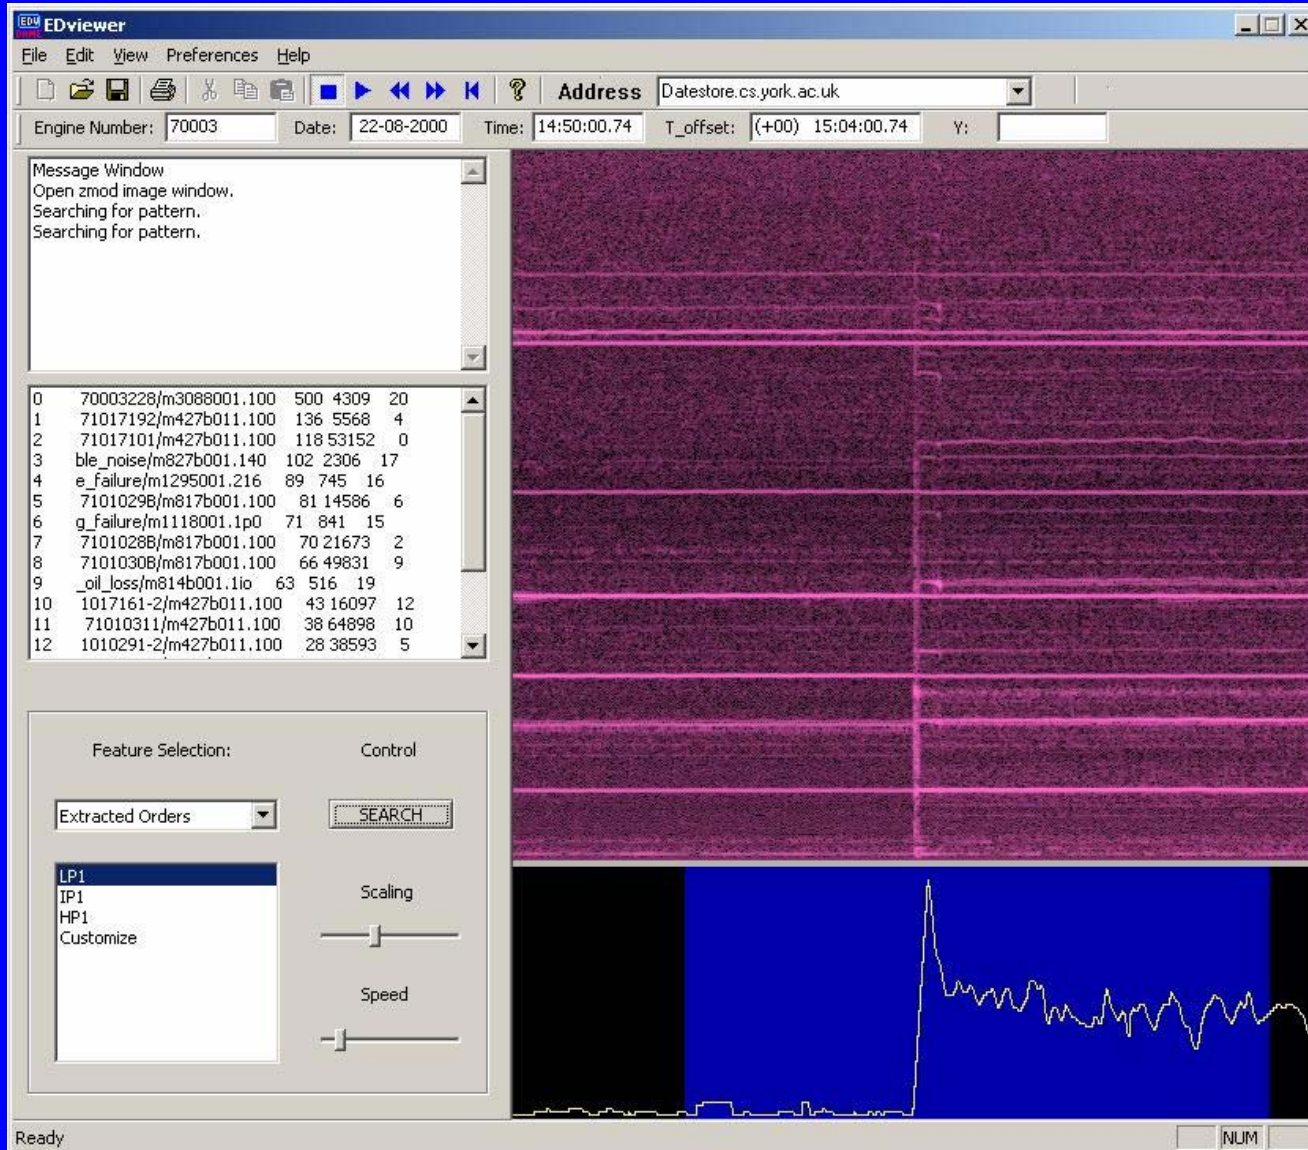 EDV
DAME
EDviewer
File Edit View Preferences Help
Address Datestore.cs.york.ac.uk
Engine Number: 70003 Date: 22-08-2000 Time: 14:50:00.74 T_offset: (+00) 15:04:00.74 Y:
Message Window
Open zmod image window.
Searching for pattern.
Searching for pattern.
0 70003228/m3088001.100 500 4309 20
1 71017192/m427b011.100 136 5568 4
2 71017101/m427b011.100 118 53152 0
3 ble_noise/m827b001.140 102 2306 17
4 e_failure/m1295001.216 89 745 16
5 7101029B/m817b001.100 81 14586 6
6 g_failure/m1118001.1p0 71 841 15
7 7101028B/m817b001.100 70 21673 2
8 7101030B/m817b001.100 66 49831 9
9 _oil_loss/m814b001.1io 63 516 19
10 1017161-2/m427b011.100 43 16097 12
11 71010311/m427b011.100 38 64898 10
12 1010291-2/m427b011.100 28 38593 5
Feature Selection: Control
Extracted Orders SEARCH
LP1
IP1
HP1
Customize
Scaling
Speed
Ready NUM